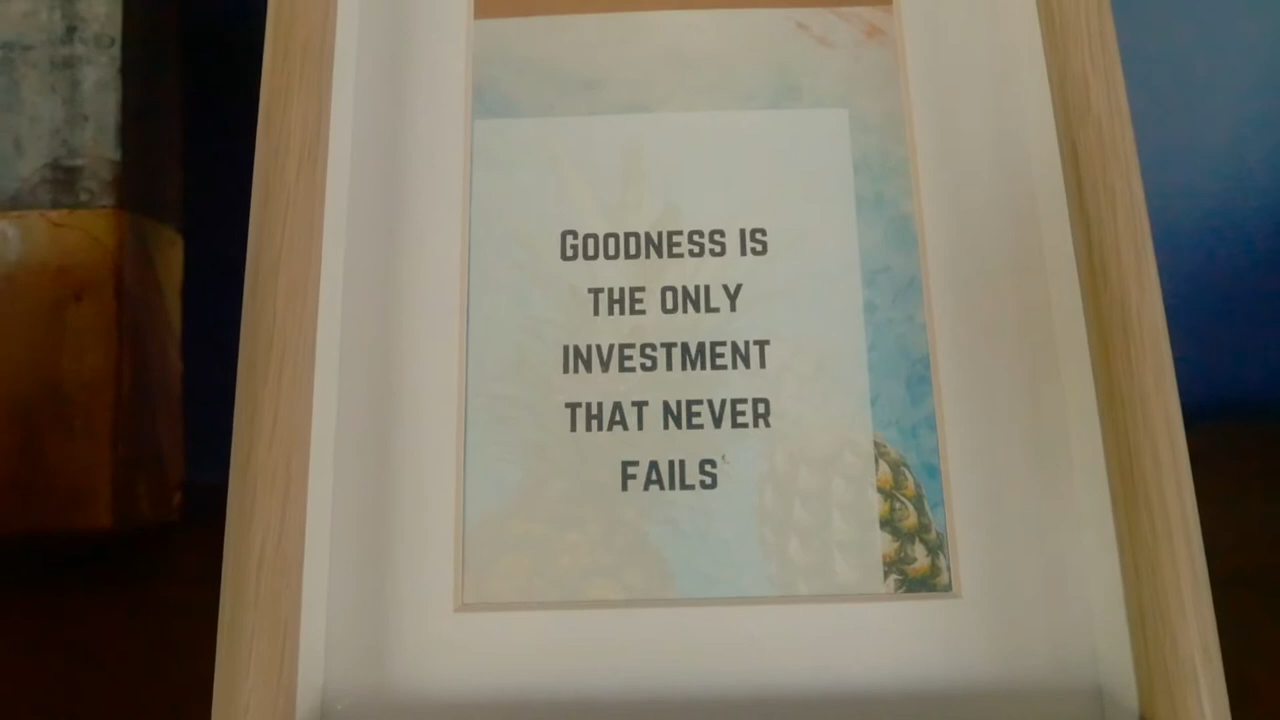 GOODNESS IS
THE ONLY
INVESTMENT
THAT NEVER
FAILS